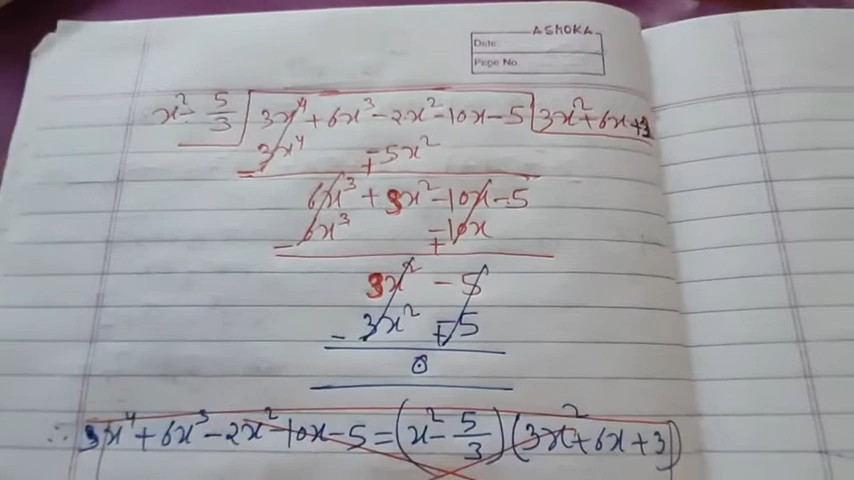 ASHOKA
Date:
Page No
x² - 5/3 ) 3x⁴ + 6x³ - 2x² - 10x - 5 ( 3x² + 6x + 3
3x⁴ - 5x²
- +
6x³ + 3x² - 10x - 5
6x³ - 10x
- +
3x² - 5
3x² - 5
- +
0
∴ 3x⁴ + 6x³ - 2x² - 10x - 5 = (x² - 5/3) (3x² + 6x + 3)